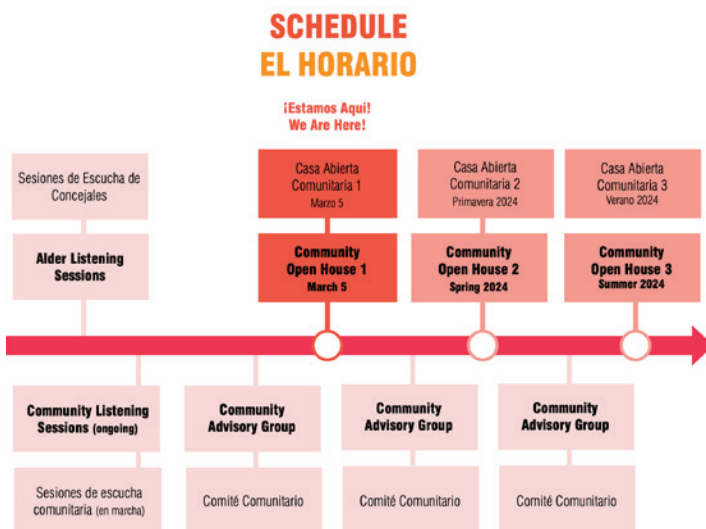 SCHEDULE
EL HORARIO
¡Estamos Aqui!
We Are Here!
Sesiones de Escucha de
Concejales
Alder Listening
Sessions
Casa Abierta
Comunitaria 1
Marzo 5
Community
Open House 1
March 5
Casa Abierta
Comunitaria 2
Primavera 2024
Community
Open House 2
Spring 2024
Casa Abierta
Comunitaria 3
Verano 2024
Community
Open House 3
Summer 2024
Community Listening
Sessions (ongoing)
Sesiones de escucha
comunitaria (en marcha)
Community
Advisory Group
Comité Comunitario
Community
Advisory Group
Comité Comunitario
Community
Advisory Group
Comité Comunitario